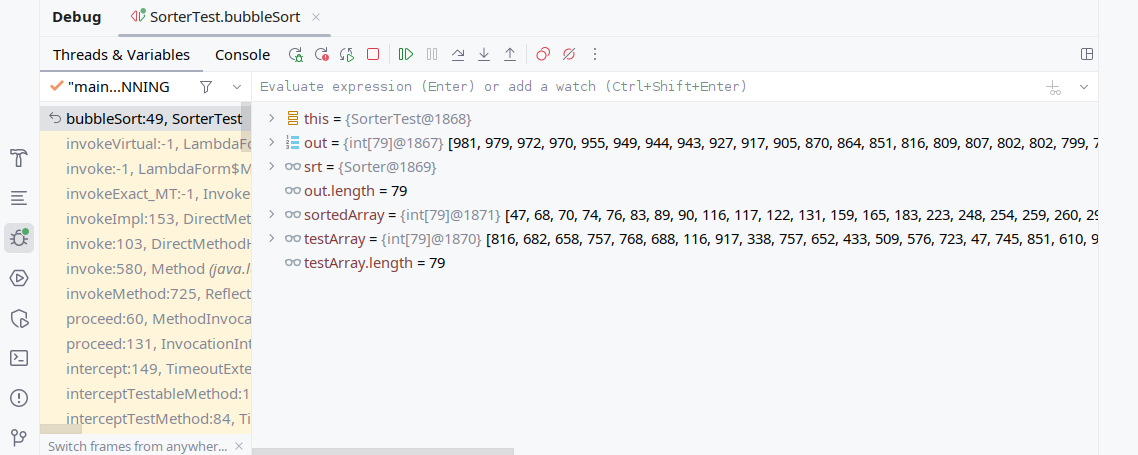 Debug SorterTest.bubbleSort
Threads & Variables Console
"main...NNING
Evaluate expression (Enter) or add a watch (Ctrl+Shift+Enter)
bubbleSort:49, SorterTest
invokeVirtual:-1, LambdaFo
invoke:-1, LambdaForm$M
invokeExact_MT:-1, Invoke
invokeImpl:153, DirectMet
invoke:103, DirectMethodH
invoke:580, Method (java.l
invokeMethod:725, Reflect
proceed:60, MethodInvoca
proceed:131, InvocationInt
intercept:149, TimeoutExte
interceptTestableMethod:1
interceptTestMethod:84, Ti
Switch frames from anywher...
this = {SorterTest@1868}
out = {int[79]@1867} [981, 979, 972, 970, 955, 949, 944, 943, 927, 917, 905, 870, 864, 851, 816, 809, 807, 802, 802, 799, 7
srt = {Sorter@1869}
out.length = 79
sortedArray = {int[79]@1871} [47, 68, 70, 74, 76, 83, 89, 90, 116, 117, 122, 131, 159, 165, 183, 223, 248, 254, 259, 260, 29
testArray = {int[79]@1870} [816, 682, 658, 757, 768, 688, 116, 917, 338, 757, 652, 433, 509, 576, 723, 47, 745, 851, 610, 9
testArray.length = 79